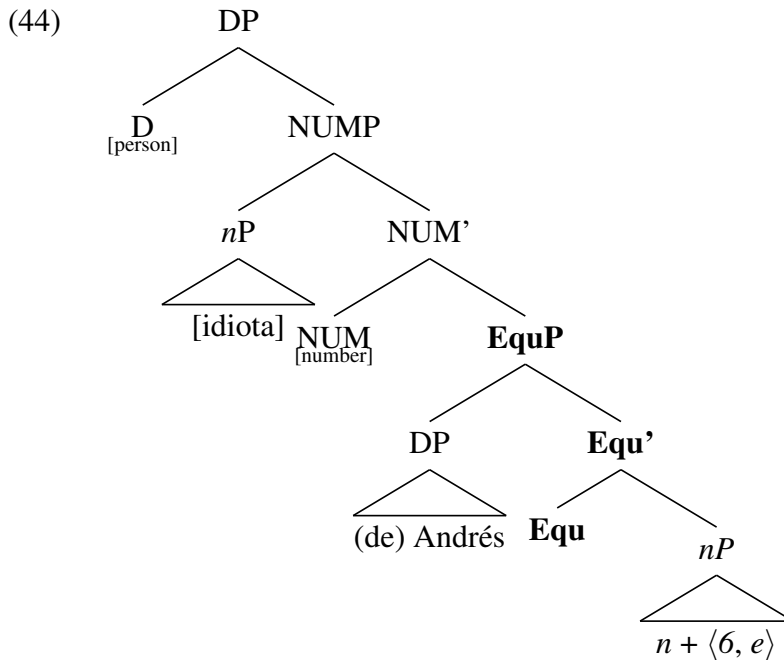 (44) DP
D NUMP
[person]
nP NUM’
[idiota] NUM EquP
[number]
DP Equ’
(de) Andrés Equ nP
n + ⟨6, e⟩